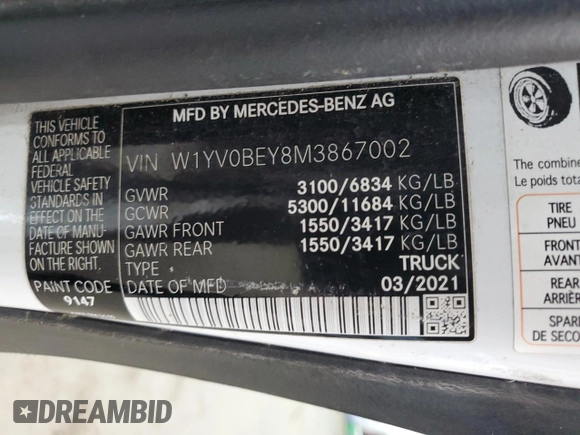 MFD BY MERCEDES-BENZ AG
THIS VEHICLE
CONFORMS TO ALL
APPLICABLE
FEDERAL
VEHICLE SAFETY
STANDARDS IN
EFFECT ON THE
DATE OF MANU-
FACTURE SHOWN
ON THE RIGHT.
PAINT CODE
9147
VIN W1YV0BEY8M3867002
GVWR 3100/6834 KG/LB
GCWR 5300/11684 KG/LB
GAWR FRONT 1550/3417 KG/LB
GAWR REAR 1550/3417 KG/LB
TYPE TRUCK
DATE OF MFD 03/2021
The combine
Le poids tota
TIRE
PNEU
FRONT
AVANT
REAR
ARRIÈR
SPARE
DE SECO
DREAMBID